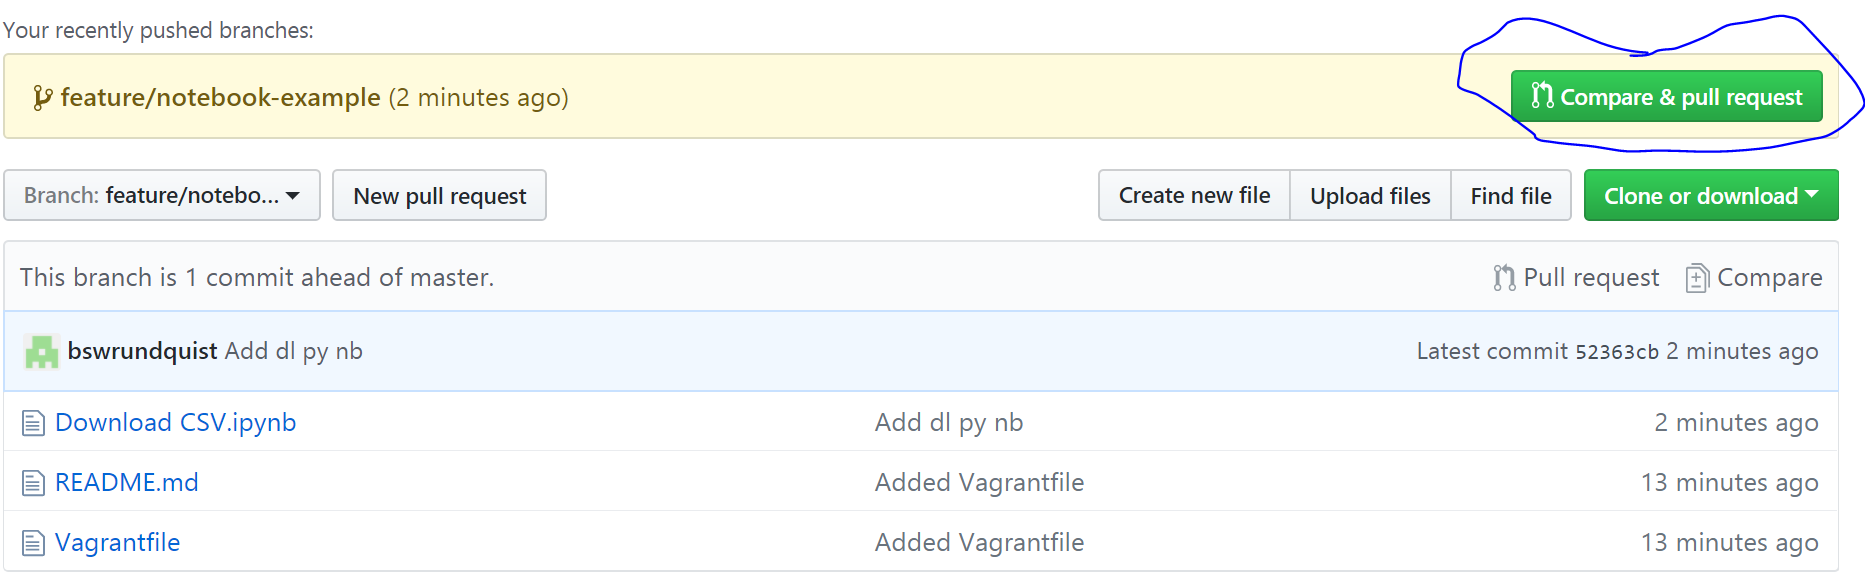 Your recently pushed branches:
feature/notebook-example (2 minutes ago) Compare & pull request
Branch: feature/notebo... New pull request Create new file Upload files Find file Clone or download
This branch is 1 commit ahead of master. Pull request Compare
bswrundquist Add dl py nb Latest commit 52363cb 2 minutes ago
Download CSV.ipynb Add dl py nb 2 minutes ago
README.md Added Vagrantfile 13 minutes ago
Vagrantfile Added Vagrantfile 13 minutes ago